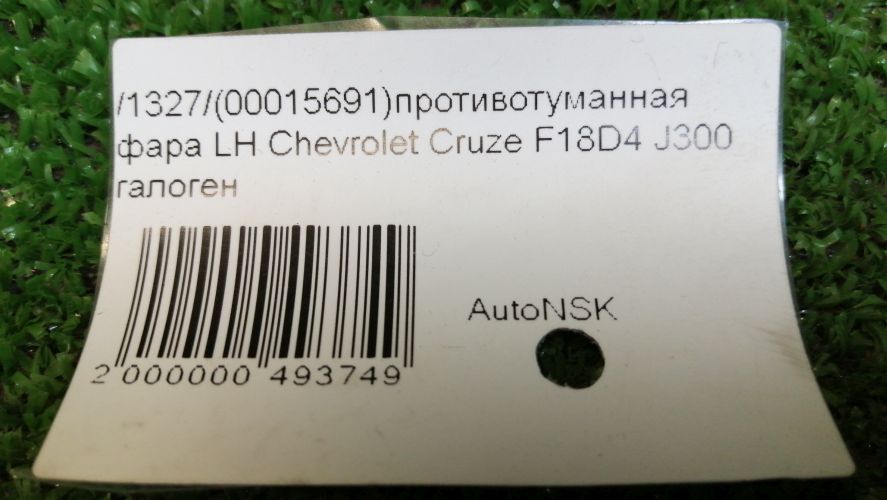 /1327/(00015691)противотуманная
фара LH Chevrolet Cruze F18D4 J300
галоген
AutoNSK
2 000000 493749